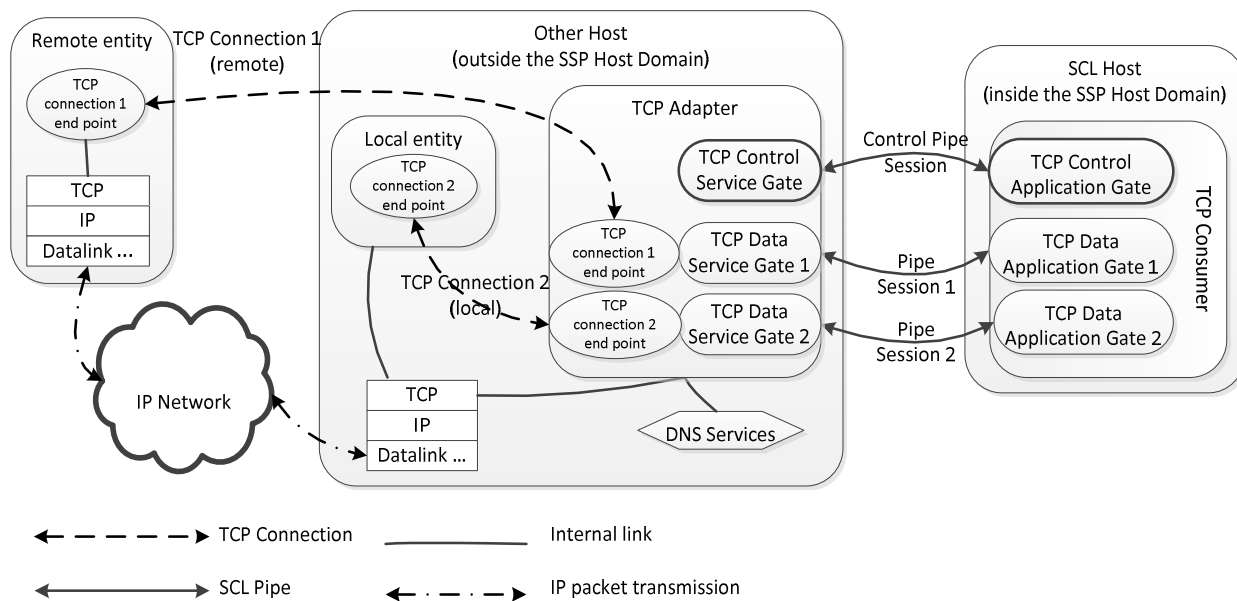 Remote entity
TCP
connection 1
end point
TCP
IP
Datalink ...
TCP Connection 1
(remote)
IP Network
Other Host
(outside the SSP Host Domain)
Local entity
TCP
connection 2
end point
TCP Connection 2
(local)
TCP Adapter
TCP Control
Service Gate
TCP
connection 1
end point
TCP Data
Service Gate 1
TCP
connection 2
end point
TCP Data
Service Gate 2
TCP
IP
Datalink ...
DNS Services
Control Pipe
Session
Pipe
Session 1
Pipe
Session 2
SCL Host
(inside the SSP Host Domain)
TCP Control
Application Gate
TCP Data
Application Gate 1
TCP Data
Application Gate 2
TCP Consumer
TCP Connection
Internal link
SCL Pipe
IP packet transmission